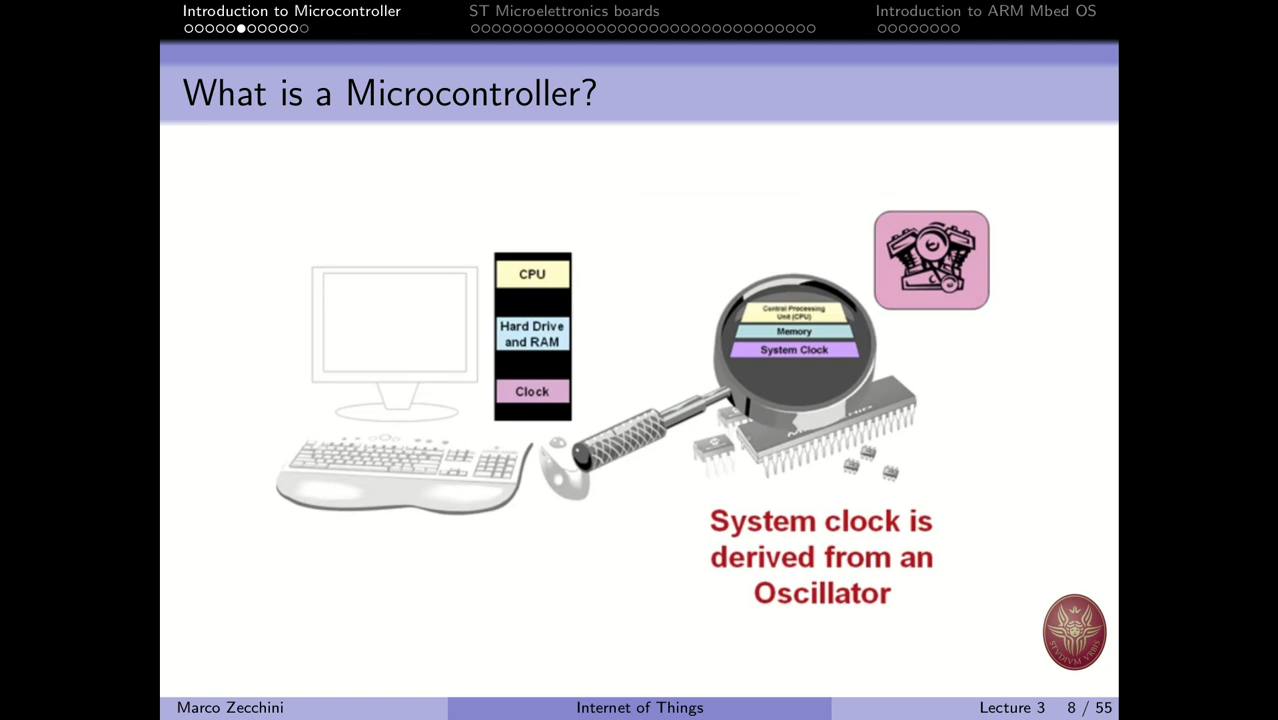 Introduction to Microcontroller
ST Microelettronics boards
Introduction to ARM Mbed OS
What is a Microcontroller?
CPU
Hard Drive
and RAM
Clock
Central Processing
Unit (CPU)
Memory
System Clock
System clock is
derived from an
Oscillator
STVDIVM VRBIS
Marco Zecchini
Internet of Things
Lecture 3
8 / 55